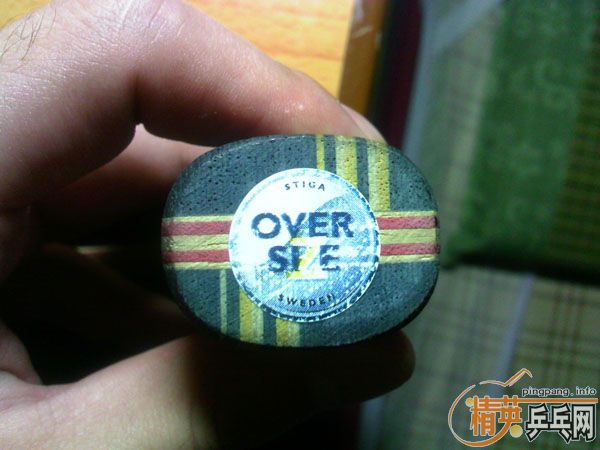 STIGA
OVER
SIZE
SWEDEN
pingpang.info
精英乒乓网